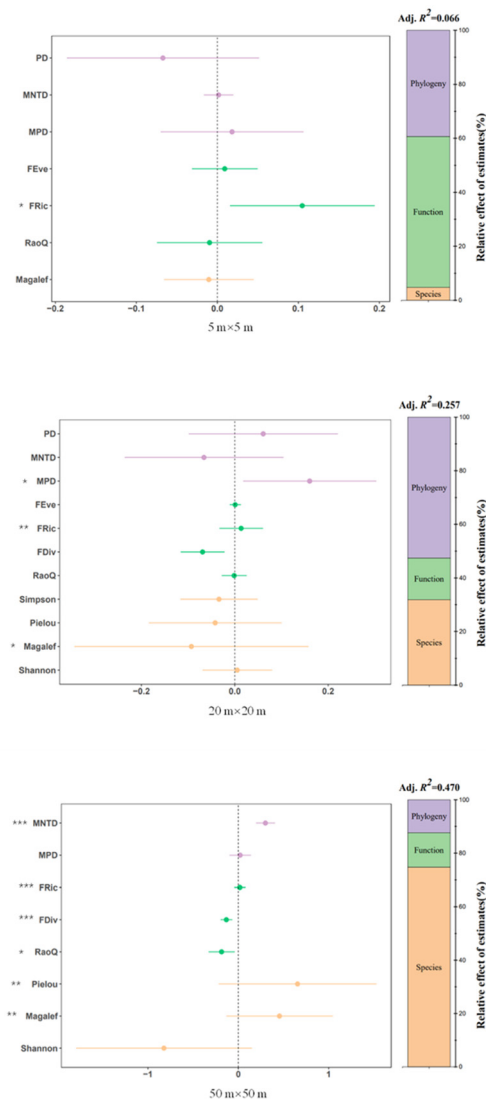 Adj. R²=0.066
PD
MNTD
MPD
FEve
* FRic
RaoQ
Magalef
−0.2 −0.1 0.0 0.1 0.2
5 m×5 m
Phylogeny
Function
Species
0 20 40 60 80 100
Relative effect of estimates(%)
Adj. R²=0.257
PD
MNTD
* MPD
FEve
** FRic
FDiv
RaoQ
Simpson
Pielou
* Magalef
Shannon
−0.2 0.0 0.2
20 m×20 m
Phylogeny
Function
Species
0 20 40 60 80 100
Relative effect of estimates(%)
Adj. R²=0.470
*** MNTD
MPD
*** FRic
*** FDiv
* RaoQ
** Pielou
** Magalef
Shannon
−1 0 1
50 m×50 m
Phylogeny
Function
Species
0 20 40 60 80 100
Relative effect of estimates(%)